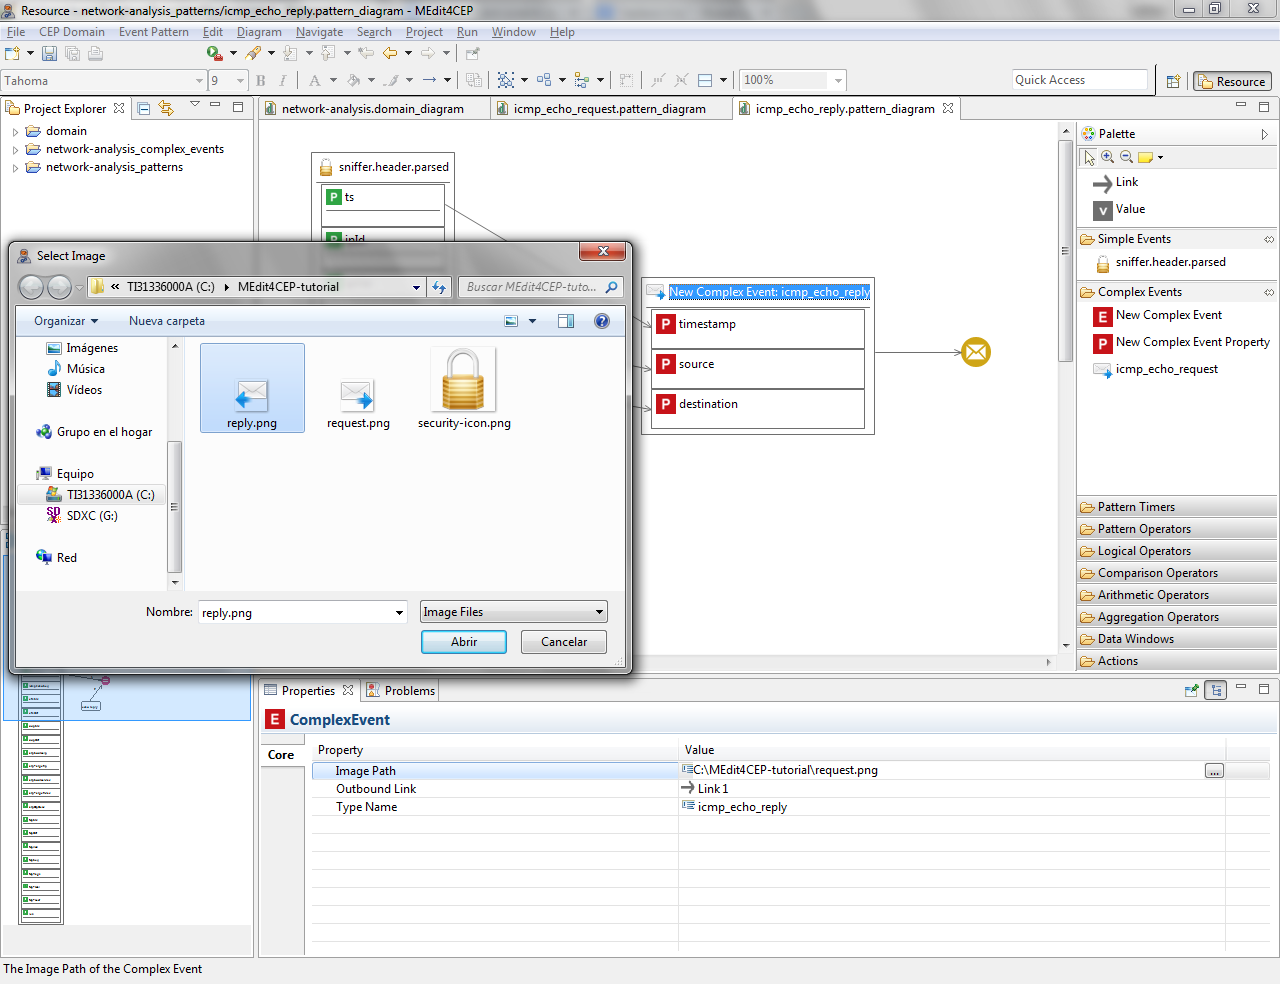 Resource - network-analysis_patterns/icmp_echo_reply.pattern_diagram - MEdit4CEP
File CEP Domain Event Pattern Edit Diagram Navigate Search Project Run Window Help
Tahoma 9 B I A 100% Quick Access Resource
Project Explorer
domain
network-analysis_complex_events
network-analysis_patterns
network-analysis.domain_diagram icmp_echo_request.pattern_diagram icmp_echo_reply.pattern_diagram
sniffer.header.parsed
P ts
New Complex Event: icmp_echo_reply
P timestamp
P source
P destination
Palette
Link
V Value
Simple Events
sniffer.header.parsed
Complex Events
E New Complex Event
P New Complex Event Property
icmp_echo_request
Pattern Timers
Pattern Operators
Logical Operators
Comparison Operators
Arithmetic Operators
Aggregation Operators
Data Windows
Actions
Select Image
« TI31336000A (C:) MEdit4CEP-tutorial
Buscar MEdit4CEP-tuto...
Organizar Nueva carpeta
Imágenes
Música
Vídeos
Grupo en el hogar
Equipo
TI31336000A (C:)
SDXC (G:)
Red
reply.png request.png security-icon.png
Nombre: reply.png Image Files
Abrir Cancelar
Properties Problems
E ComplexEvent
Core
Property Value
Image Path C:\MEdit4CEP-tutorial\request.png ...
Outbound Link Link 1
Type Name icmp_echo_reply
The Image Path of the Complex Event